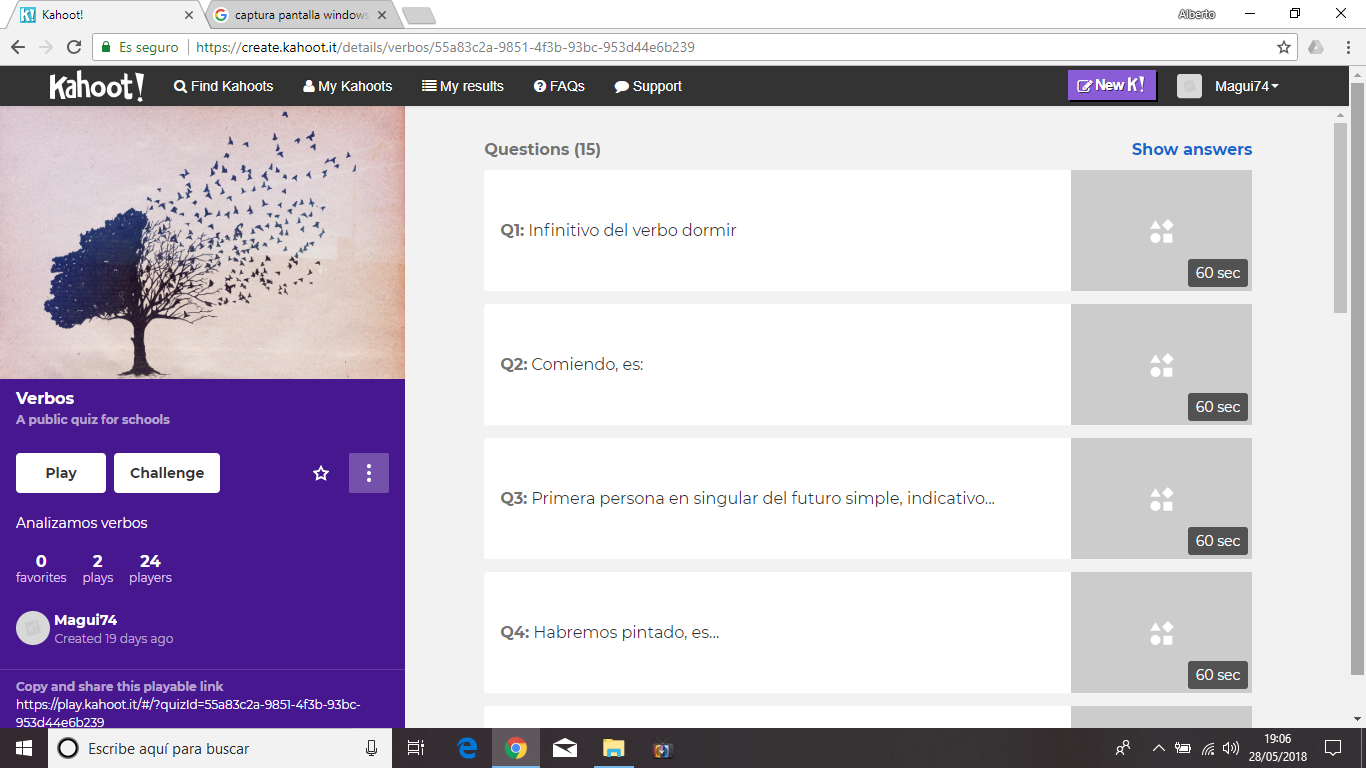 Kahoot!
captura pantalla windows
Alberto
Es seguro
https://create.kahoot.it/details/verbos/55a83c2a-9851-4f3b-93bc-953d44e6b239
Kahoot!
Find Kahoots
My Kahoots
My results
FAQs
Support
New K!
Magui74
Verbos
A public quiz for schools
Play
Challenge
Analizamos verbos
0
favorites
2
plays
24
players
Magui74
Created 19 days ago
Copy and share this playable link
https://play.kahoot.it/#/?quizId=55a83c2a-9851-4f3b-93bc-
953d44e6b239
Questions (15)
Show answers
Q1: Infinitivo del verbo dormir
60 sec
Q2: Comiendo, es:
60 sec
Q3: Primera persona en singular del futuro simple, indicativo...
60 sec
Q4: Habremos pintado, es...
60 sec
Escribe aquí para buscar
19:06
28/05/2018